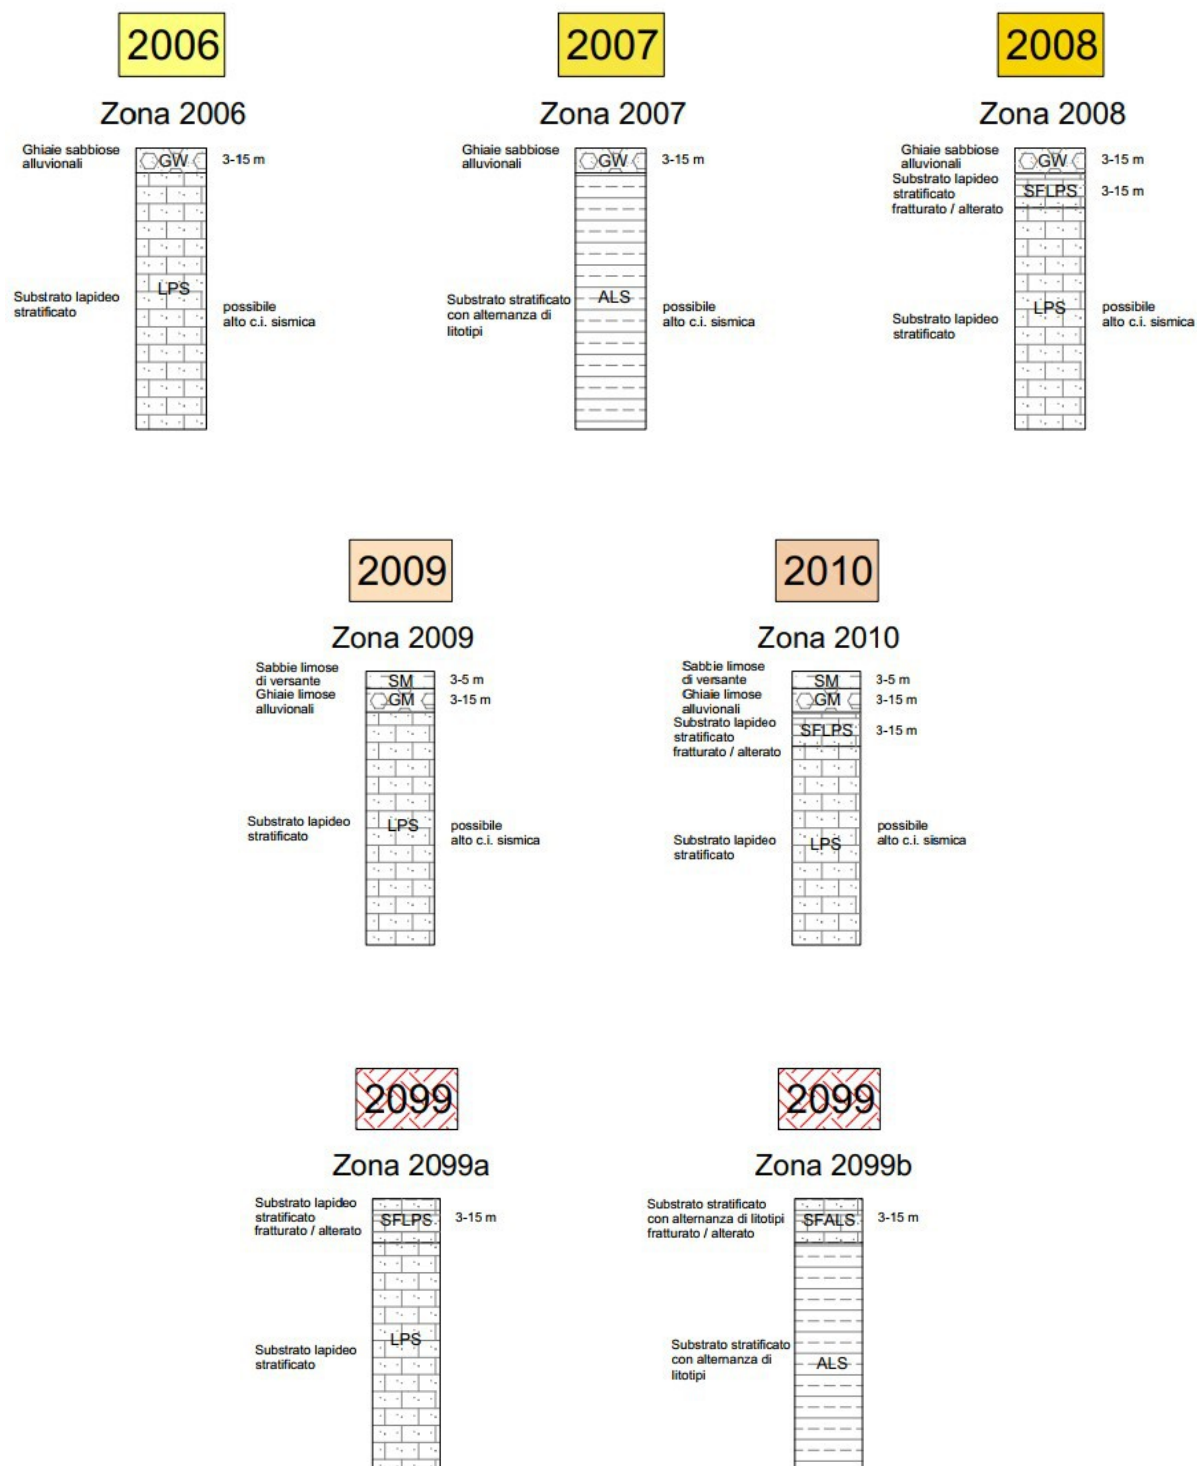 2006
Zona 2006
Ghiaie sabbiose
alluvionali
GW
3-15 m
Substrato lapideo
stratificato
LPS
possibile
alto c.i. sismica
2007
Zona 2007
Ghiaie sabbiose
alluvionali
GW
3-15 m
Substrato stratificato
con alternanza di
litotipi
ALS
possibile
alto c.i. sismica
2008
Zona 2008
Ghiaie sabbiose
alluvionali
GW
3-15 m
Substrato lapideo
stratificato
fratturato / alterato
SFLPS
3-15 m
Substrato lapideo
stratificato
LPS
possibile
alto c.i. sismica
2009
Zona 2009
Sabbie limose
di versante
SM
3-5 m
Ghiaie limose
alluvionali
GM
3-15 m
Substrato lapideo
stratificato
LPS
possibile
alto c.i. sismica
2010
Zona 2010
Sabbie limose
di versante
SM
3-5 m
Ghiaie limose
alluvionali
GM
3-15 m
Substrato lapideo
stratificato
fratturato / alterato
SFLPS
3-15 m
Substrato lapideo
stratificato
LPS
possibile
alto c.i. sismica
2099
Zona 2099a
Substrato lapideo
stratificato
fratturato / alterato
SFLPS
3-15 m
Substrato lapideo
stratificato
LPS
2099
Zona 2099b
Substrato stratificato
con alternanza di litotipi
fratturato / alterato
SFALS
3-15 m
Substrato stratificato
con alternanza di
litotipi
ALS